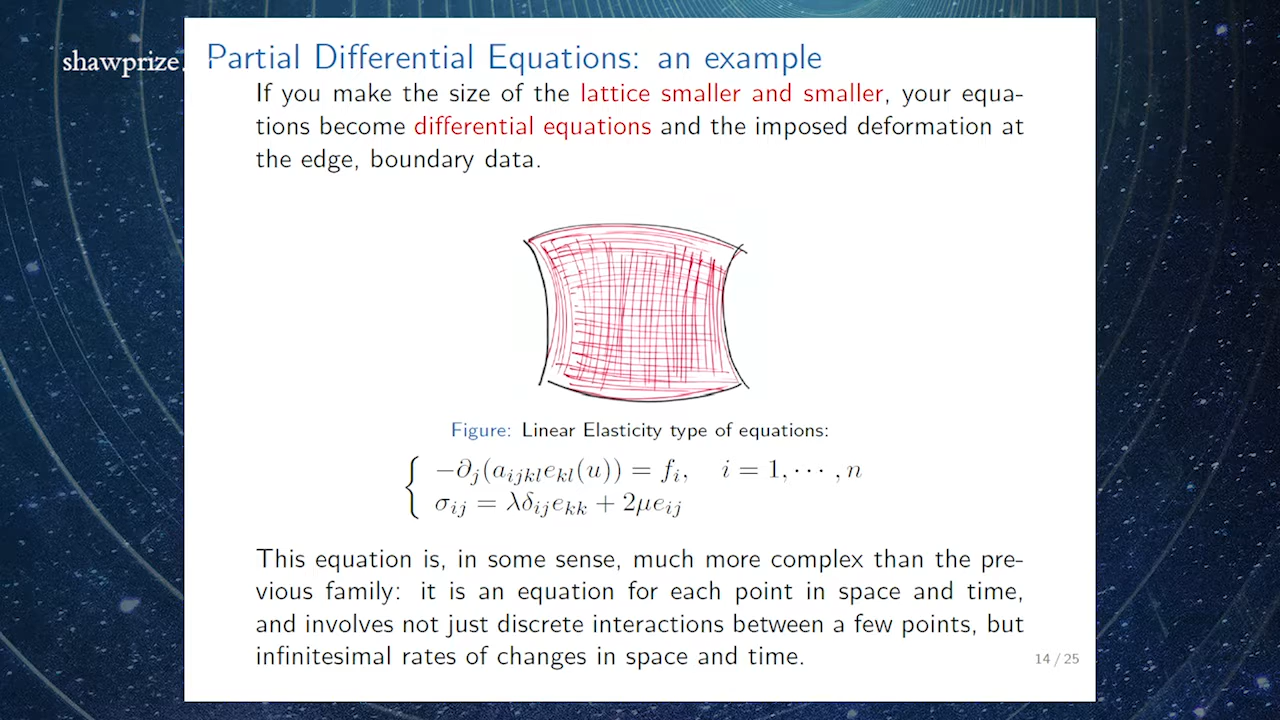 shawprize.
Partial Differential Equations: an example
If you make the size of the lattice smaller and smaller, your equa-
tions become differential equations and the imposed deformation at
the edge, boundary data.
Figure: Linear Elasticity type of equations:
−∂_j(a_{ijkl}e_{kl}(u)) = f_i, i = 1, ⋯ , n
σ_{ij} = λδ_{ij}e_{kk} + 2μe_{ij}
This equation is, in some sense, much more complex than the pre-
vious family: it is an equation for each point in space and time,
and involves not just discrete interactions between a few points, but
infinitesimal rates of changes in space and time.
14 / 25